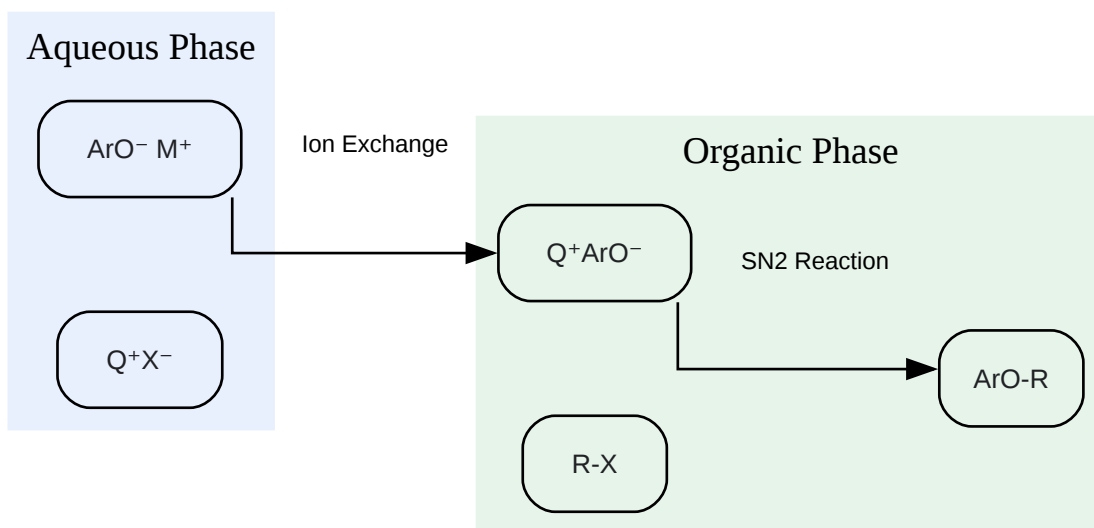 Aqueous Phase
ArO⁻ M⁺
Ion Exchange
Organic Phase
Q⁺ArO⁻
SN2 Reaction
Q⁺X⁻
ArO-R
R-X